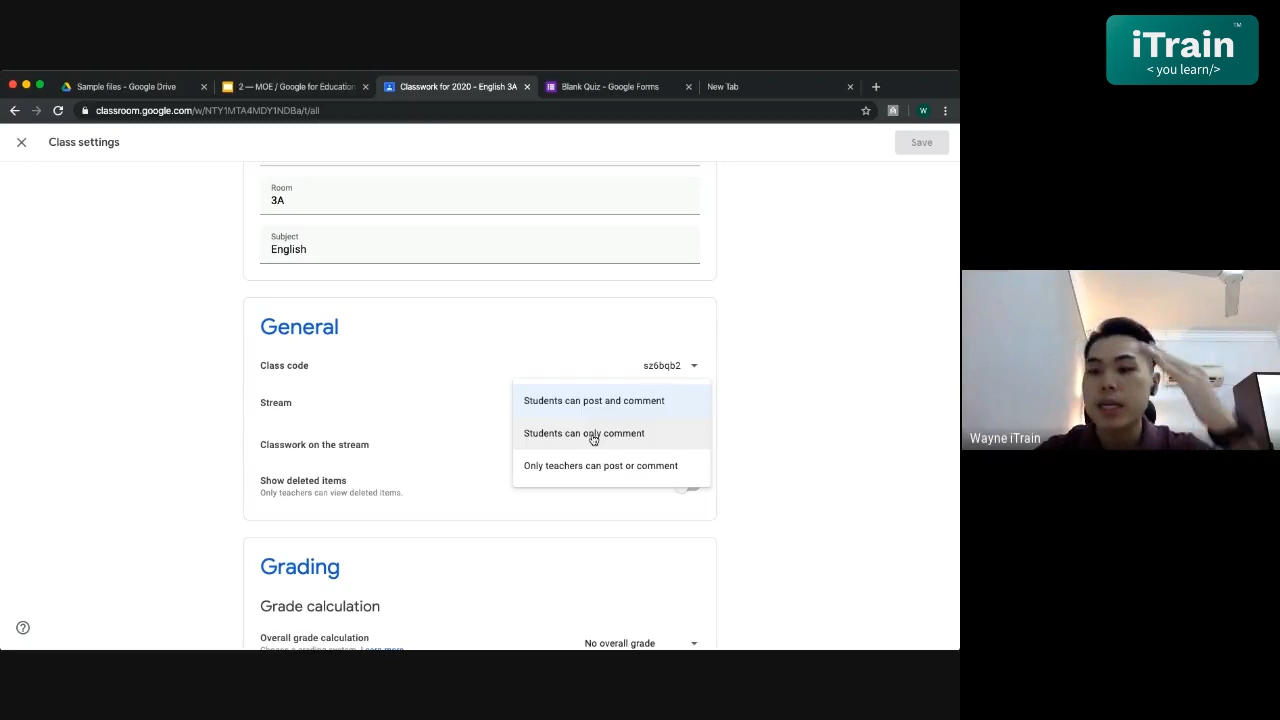 iTrain™
< you learn/>
Sample files - Google Drive
2 — MOE / Google for Education
Classwork for 2020 - English 3A
Blank Quiz - Google Forms
New Tab
classroom.google.com/w/NTY1MTA4MDY1NDBa/t/all
W
Class settings
Save
Room
3A
Subject
English
General
Class code
sz6bqb2
Stream
Students can post and comment
Students can only comment
Only teachers can post or comment
Classwork on the stream
Show deleted items
Only teachers can view deleted items.
Grading
Grade calculation
Overall grade calculation
No overall grade
Wayne iTrain